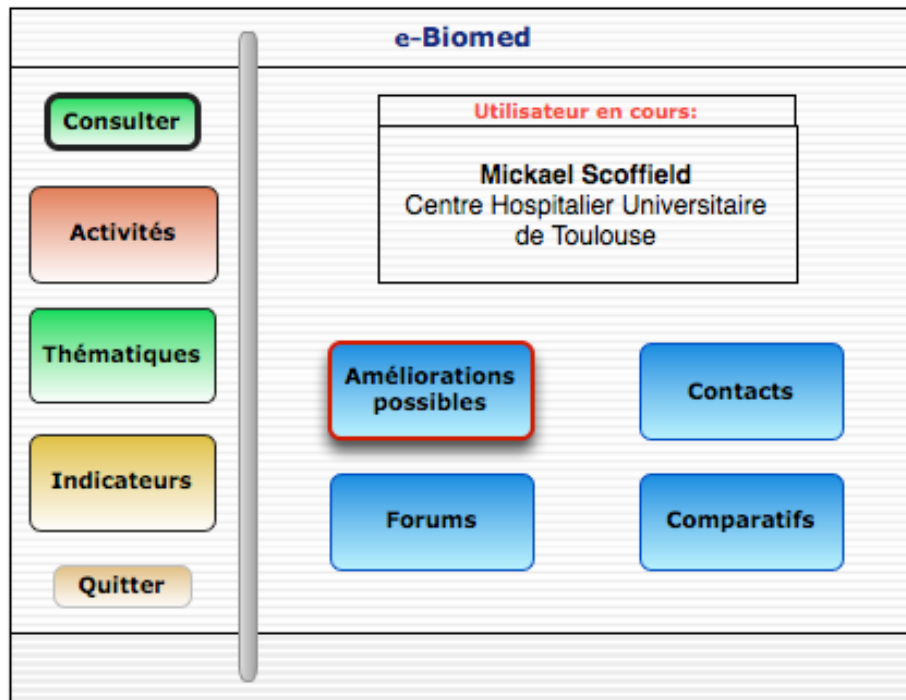 e-Biomed
Consulter
Activités
Thématiques
Indicateurs
Quitter
Utilisateur en cours:
Mickael Scoffield
Centre Hospitalier Universitaire
de Toulouse
Améliorations
possibles
Contacts
Forums
Comparatifs